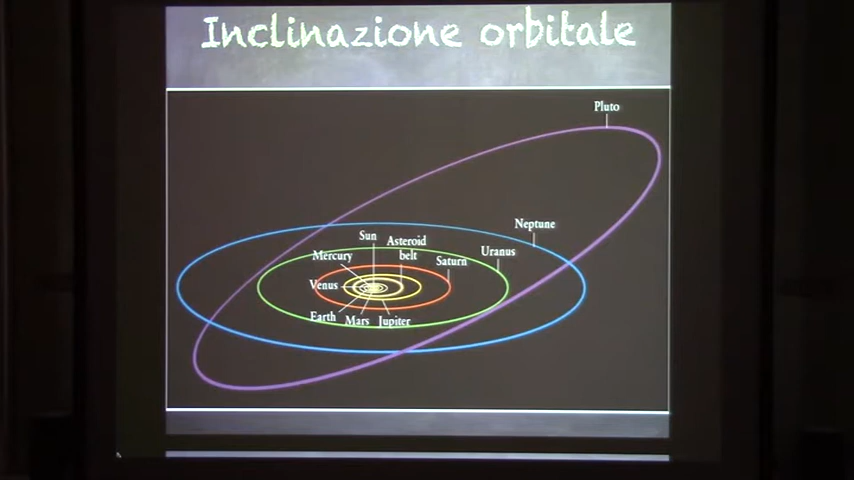 Inclinazione orbitale
Pluto
Neptune
Sun
Asteroid
belt
Uranus
Mercury
Saturn
Venus
Earth
Mars
Jupiter